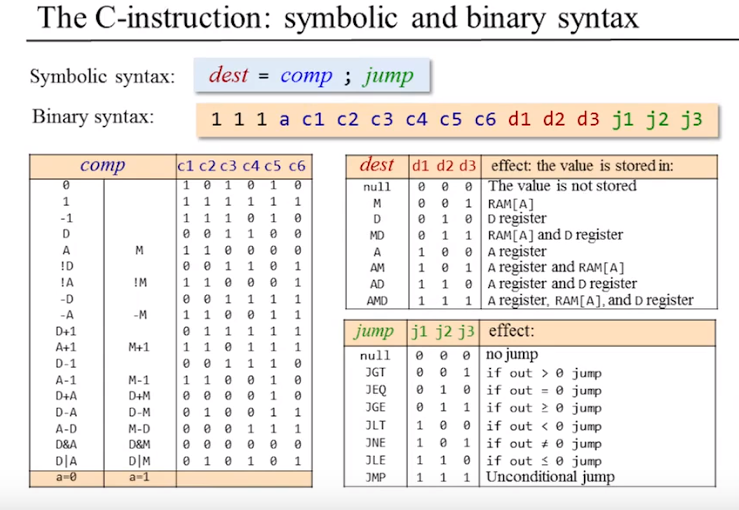 The C-instruction: symbolic and binary syntax
Symbolic syntax: dest = comp ; jump
Binary syntax: 1 1 1 a c1 c2 c3 c4 c5 c6 d1 d2 d3 j1 j2 j3
comp c1 c2 c3 c4 c5 c6
0 1 0 1 0 1 0
1 1 1 1 1 1 1
-1 1 1 1 0 1 0
D 0 0 1 1 0 0
A M 1 1 0 0 0 0
!D 0 0 1 1 0 1
!A !M 1 1 0 0 0 1
-D 0 0 1 1 1 1
-A -M 1 1 0 0 1 1
D+1 0 1 1 1 1 1
A+1 M+1 1 1 0 1 1 1
D-1 0 0 1 1 1 0
A-1 M-1 1 1 0 0 1 0
D+A D+M 0 0 0 0 1 0
D-A D-M 0 1 0 0 1 1
A-D M-D 0 0 0 1 1 1
D&A D&M 0 0 0 0 0 0
D|A D|M 0 1 0 1 0 1
a=0 a=1
dest d1 d2 d3 effect: the value is stored in:
null 0 0 0 The value is not stored
M 0 0 1 RAM[A]
D 0 1 0 D register
MD 0 1 1 RAM[A] and D register
A 1 0 0 A register
AM 1 0 1 A register and RAM[A]
AD 1 1 0 A register and D register
AMD 1 1 1 A register, RAM[A], and D register
jump j1 j2 j3 effect:
null 0 0 0 no jump
JGT 0 0 1 if out > 0 jump
JEQ 0 1 0 if out = 0 jump
JGE 0 1 1 if out ≥ 0 jump
JLT 1 0 0 if out < 0 jump
JNE 1 0 1 if out ≠ 0 jump
JLE 1 1 0 if out ≤ 0 jump
JMP 1 1 1 Unconditional jump